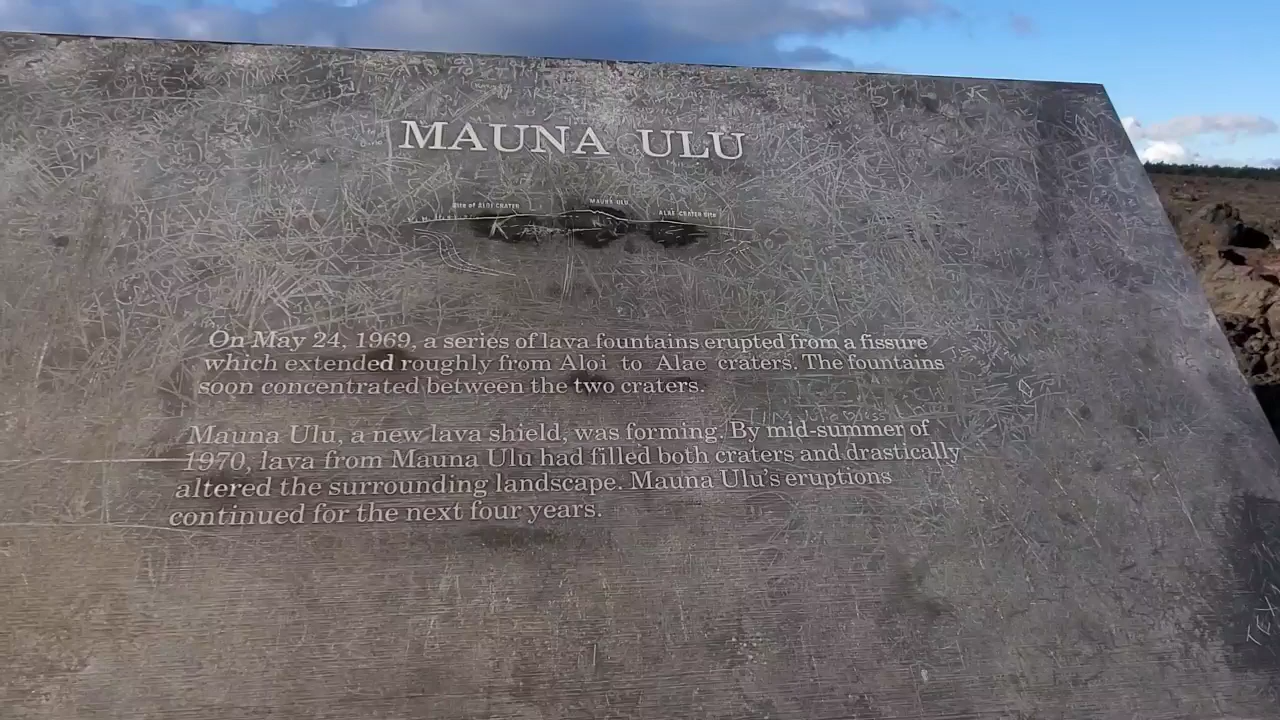 MAUNA ULU
Site of ALOI CRATER
MAUNA ULU
ALAE CRATER Site
On May 24, 1969, a series of lava fountains erupted from a fissure
which extended roughly from Aloi to Alae craters. The fountains
soon concentrated between the two craters.
Mauna Ulu, a new lava shield, was forming. By mid-summer of
1970, lava from Mauna Ulu had filled both craters and drastically
altered the surrounding landscape. Mauna Ulu's eruptions
continued for the next four years.